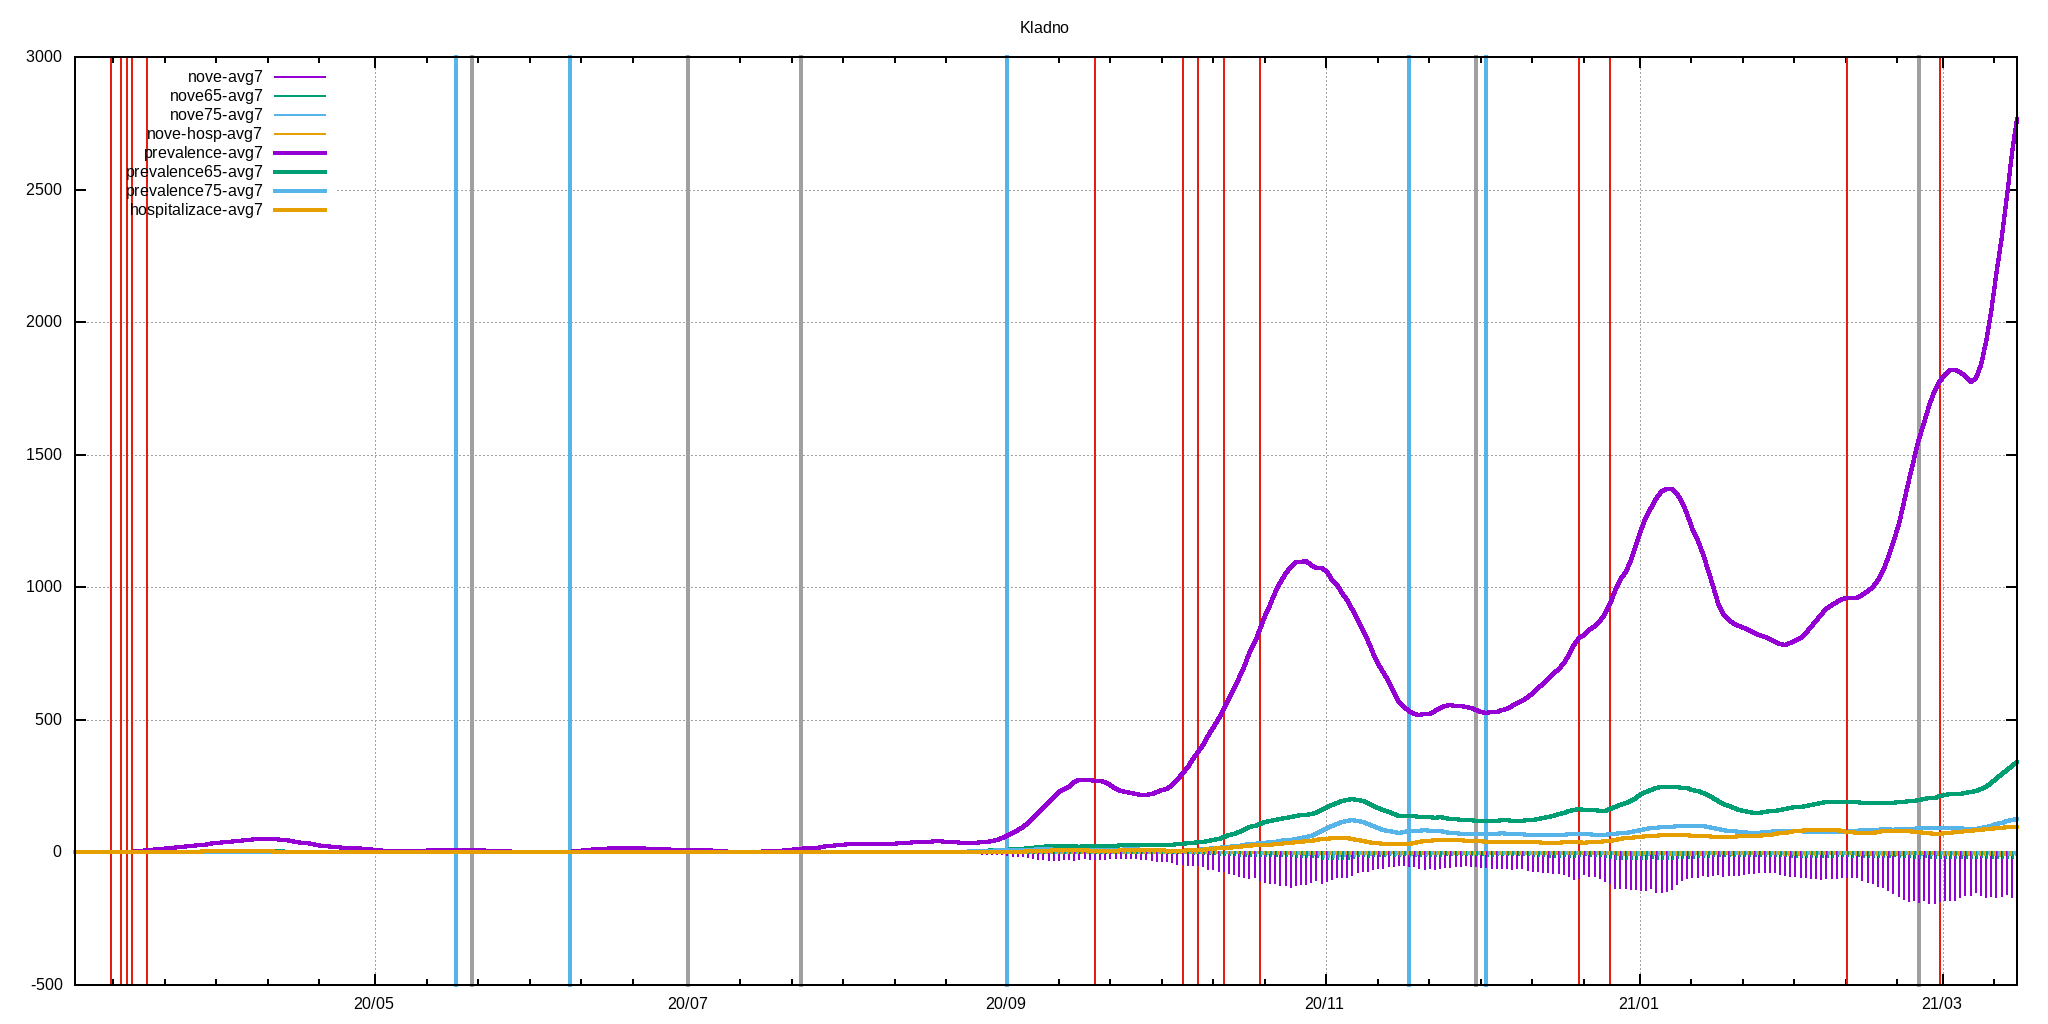 Kladno
3000
2500
2000
1500
1000
500
0
-500
nove-avg7
nove65-avg7
nove75-avg7
nove-hosp-avg7
prevalence-avg7
prevalence65-avg7
prevalence75-avg7
hospitalizace-avg7
20/05
20/07
20/09
20/11
21/01
21/03